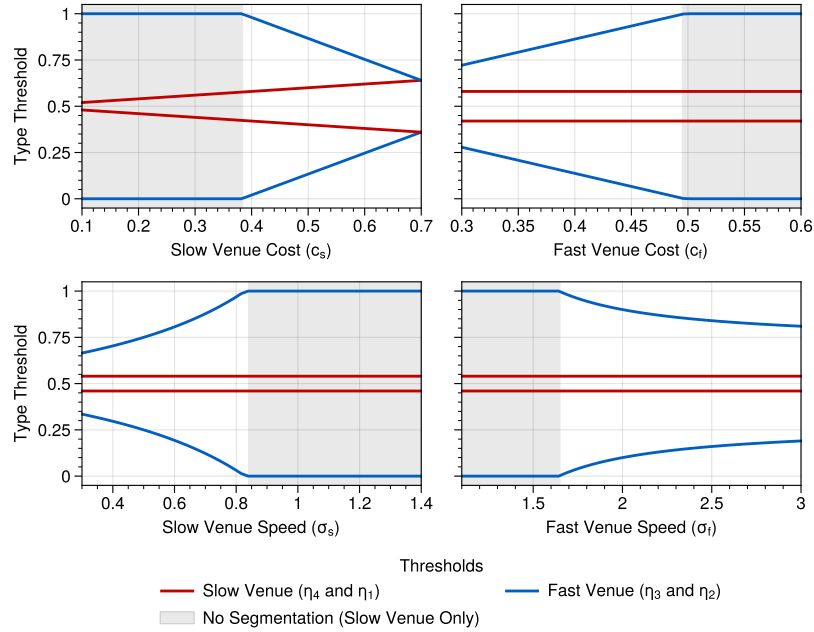 Type Threshold
1
0.75
0.5
0.25
0
0.1 0.2 0.3 0.4 0.5 0.6 0.7
Slow Venue Cost (cₛ)
0.3 0.35 0.4 0.45 0.5 0.55 0.6
Fast Venue Cost (c_f)
Type Threshold
1
0.75
0.5
0.25
0
0.4 0.6 0.8 1 1.2 1.4
Slow Venue Speed (σₛ)
1.5 2 2.5 3
Fast Venue Speed (σ_f)
Thresholds
Slow Venue (η₄ and η₁) Fast Venue (η₃ and η₂)
No Segmentation (Slow Venue Only)